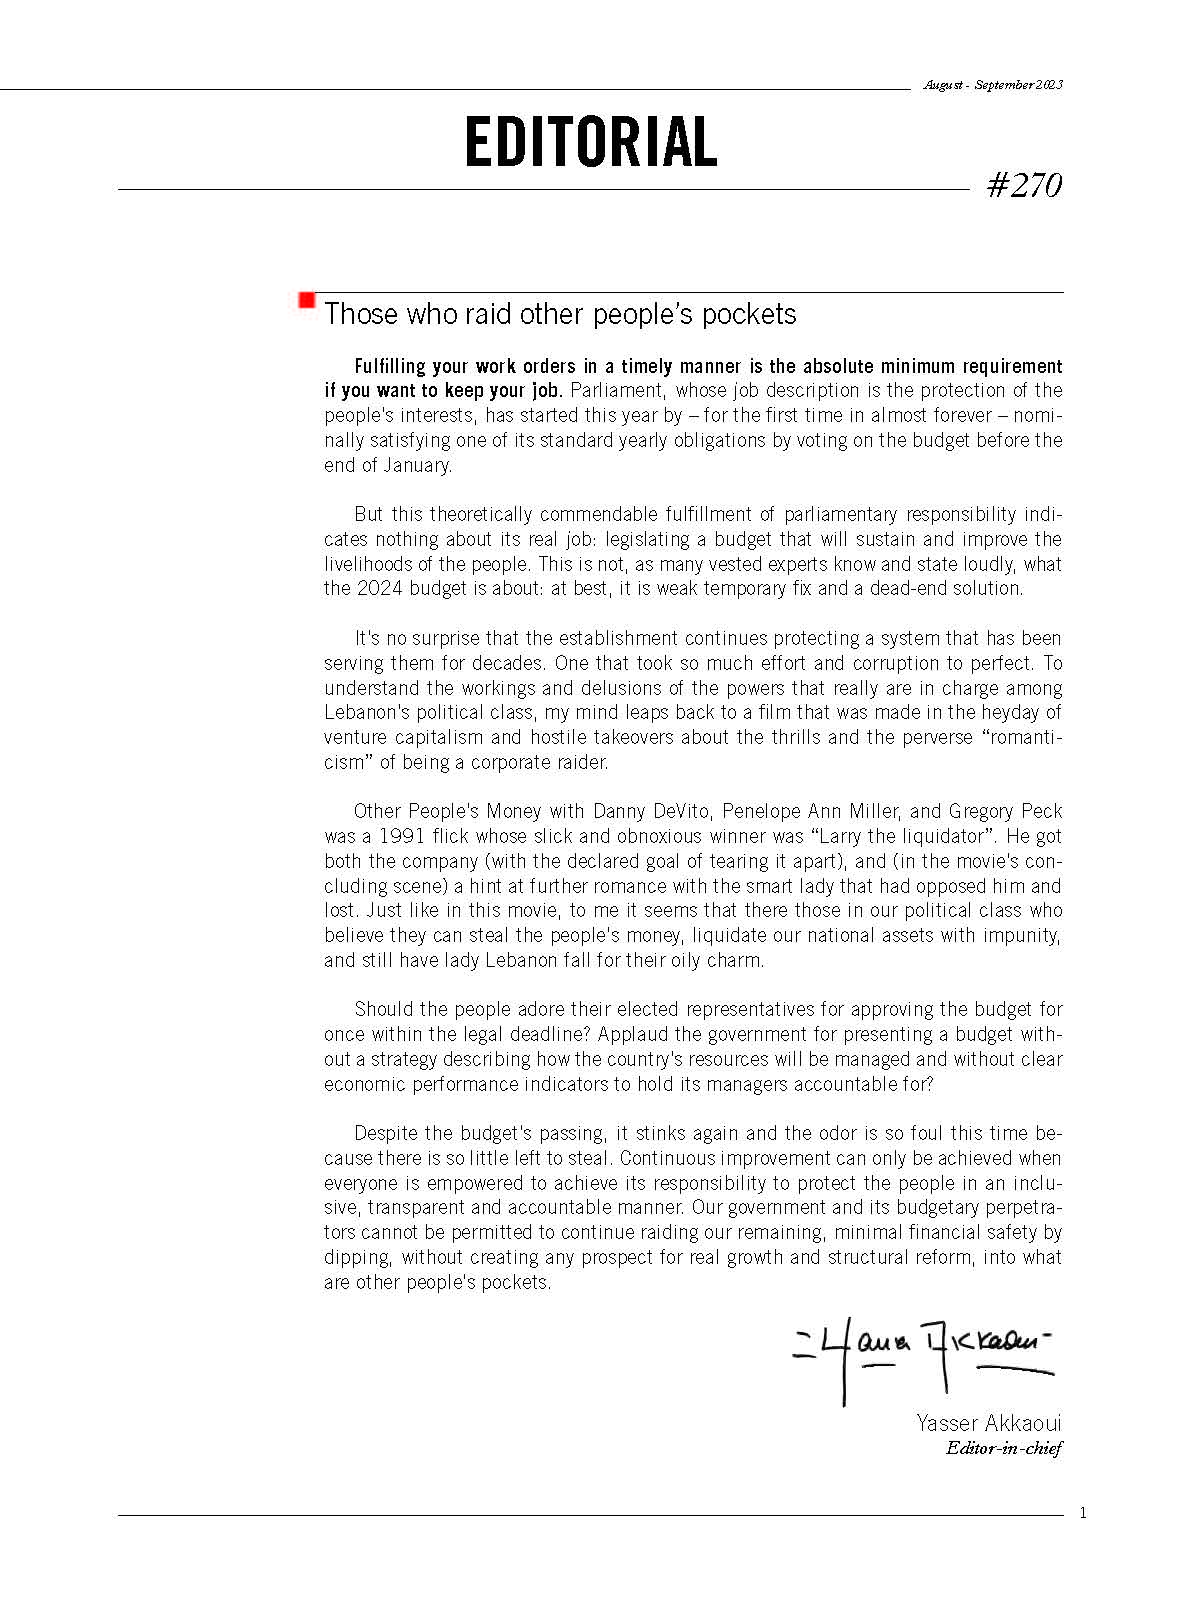 August - September 2023
EDITORIAL
#270
Those who raid other people’s pockets
Fulfilling your work orders in a timely manner is the absolute minimum requirement
if you want to keep your job. Parliament, whose job description is the protection of the
people’s interests, has started this year by – for the first time in almost forever – nomi-
nally satisfying one of its standard yearly obligations by voting on the budget before the
end of January.
But this theoretically commendable fulfillment of parliamentary responsibility indi-
cates nothing about its real job: legislating a budget that will sustain and improve the
livelihoods of the people. This is not, as many vested experts know and state loudly, what
the 2024 budget is about: at best, it is weak temporary fix and a dead-end solution.
It’s no surprise that the establishment continues protecting a system that has been
serving them for decades. One that took so much effort and corruption to perfect. To
understand the workings and delusions of the powers that really are in charge among
Lebanon’s political class, my mind leaps back to a film that was made in the heyday of
venture capitalism and hostile takeovers about the thrills and the perverse “romanti-
cism” of being a corporate raider.
Other People’s Money with Danny DeVito, Penelope Ann Miller, and Gregory Peck
was a 1991 flick whose slick and obnoxious winner was “Larry the liquidator”. He got
both the company (with the declared goal of tearing it apart), and (in the movie’s con-
cluding scene) a hint at further romance with the smart lady that had opposed him and
lost. Just like in this movie, to me it seems that there those in our political class who
believe they can steal the people’s money, liquidate our national assets with impunity,
and still have lady Lebanon fall for their oily charm.
Should the people adore their elected representatives for approving the budget for
once within the legal deadline? Applaud the government for presenting a budget with-
out a strategy describing how the country’s resources will be managed and without clear
economic performance indicators to hold its managers accountable for?
Despite the budget’s passing, it stinks again and the odor is so foul this time be-
cause there is so little left to steal. Continuous improvement can only be achieved when
everyone is empowered to achieve its responsibility to protect the people in an inclu-
sive, transparent and accountable manner. Our government and its budgetary perpetra-
tors cannot be permitted to continue raiding our remaining, minimal financial safety by
dipping, without creating any prospect for real growth and structural reform, into what
are other people’s pockets.
Yasser Akkaoui
Editor-in-chief
1